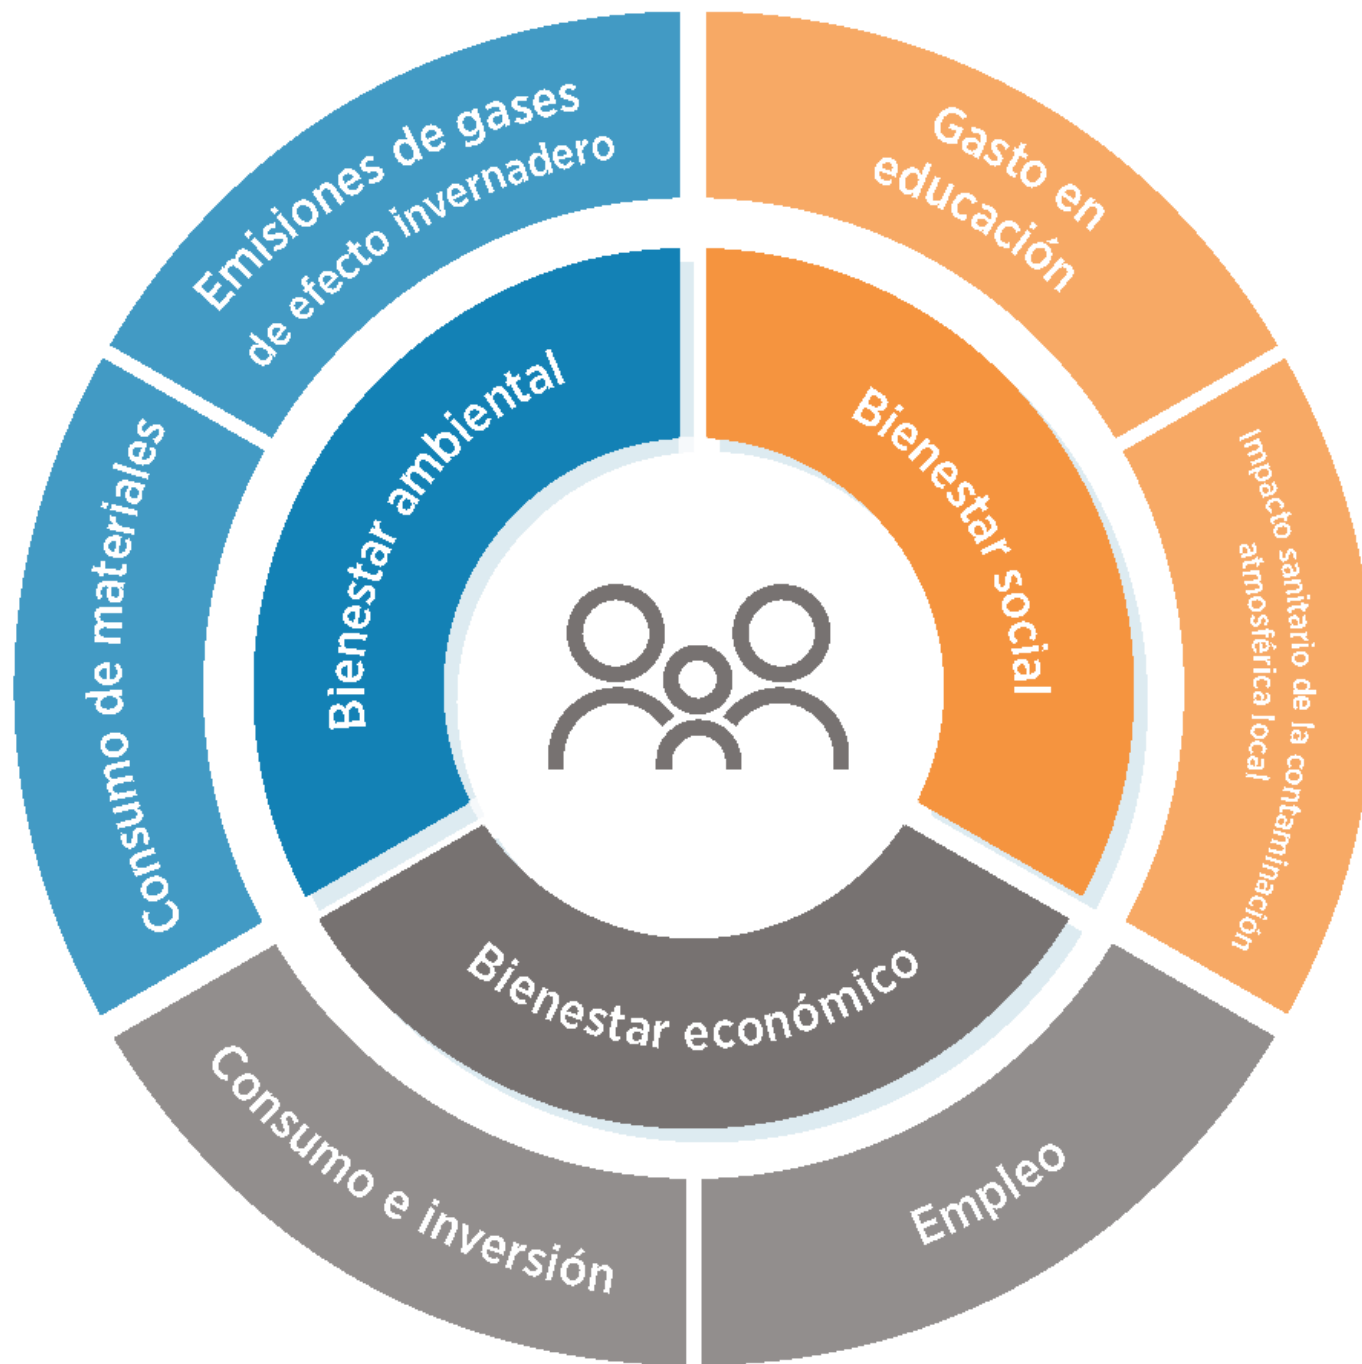 Emisiones de gases
de efecto invernadero
Gasto en
educación
Bienestar ambiental
Bienestar social
Consumo de materiales
Impacto sanitario de la contaminación
atmosférica local
Bienestar económico
Consumo e inversión
Empleo